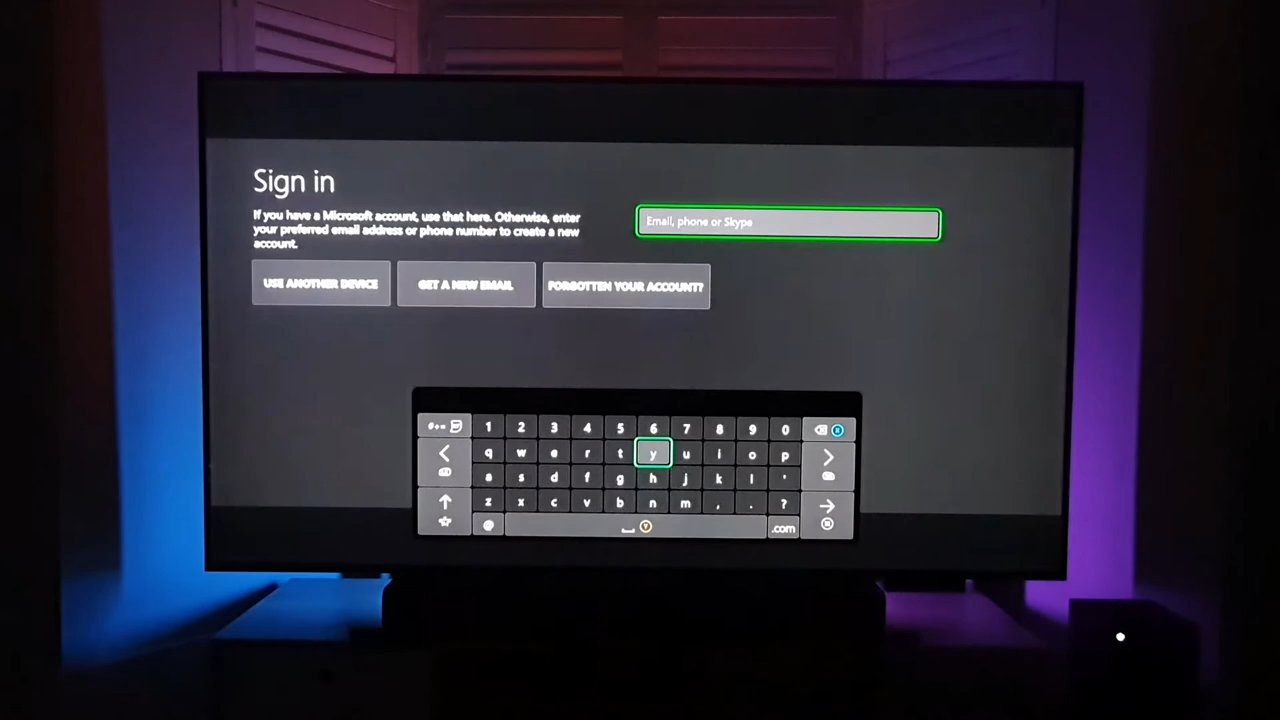 Sign in
If you have a Microsoft account, use that here. Otherwise, enter
your preferred email address or phone number to create a new
account.
Email, phone or Skype
USE ANOTHER DEVICE
GET A NEW EMAIL
FORGOTTEN YOUR ACCOUNT?
1 2 3 4 5 6 7 8 9 0
q w e r t y u i o p
a s d f g h j k l '
z x c v b n m , . ?
@ .com